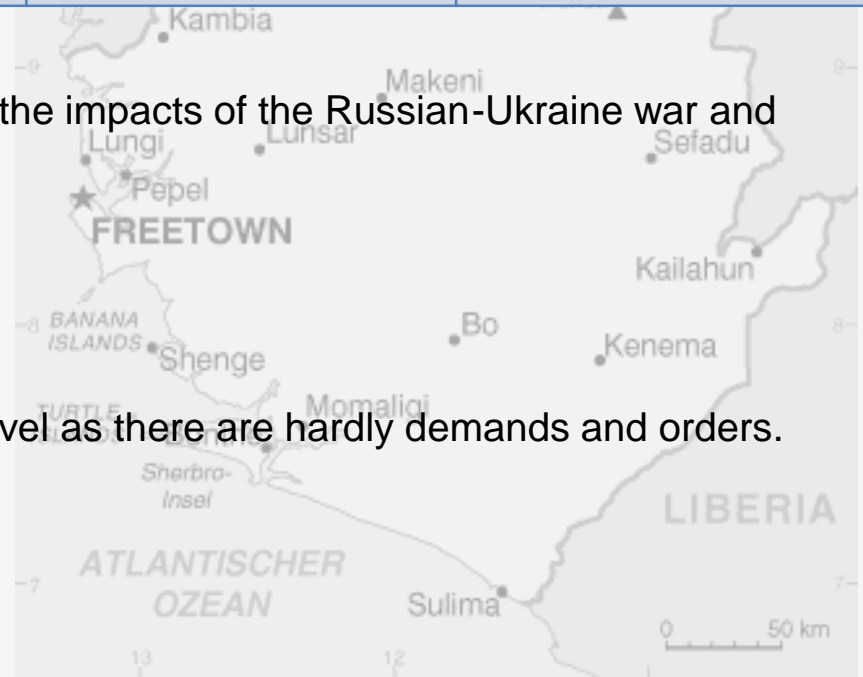 Kambia
9
9
Makeni
the impacts of the Russian-Ukraine war and
Lungi
Lunsar
Sefadu
Pepel
FREETOWN
Kailahun
8
BANANA
ISLANDS
8
Bo
Shenge
Kenema
TURTLE
Momaligi
vel as there are hardly demands and orders.
Sherbro-
Insel
LIBERIA
ATLANTISCHER
OZEAN
7
7
Sulima
0 50 km
13
12